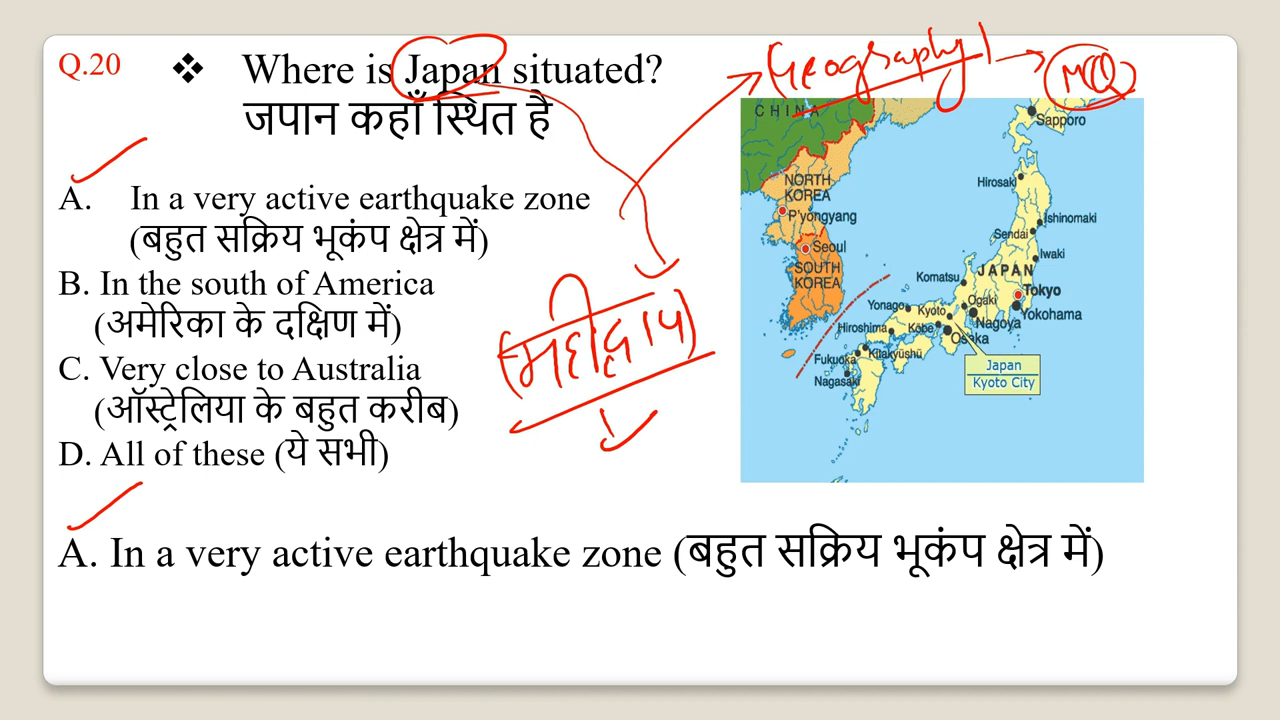 Q.20
❖ Where is Japan situated?
जपान कहाँ स्थित है
A. In a very active earthquake zone
(बहुत सक्रिय भूकंप क्षेत्र में)
B. In the south of America
(अमेरिका के दक्षिण में)
C. Very close to Australia
(ऑस्ट्रेलिया के बहुत करीब)
D. All of these (ये सभी)
A. In a very active earthquake zone (बहुत सक्रिय भूकंप क्षेत्र में)
(महाद्वीप)
Geography
MCQ
CHINA
Sapporo
Hirosaki
NORTH
KOREA
P'yongyang
Ishinomaki
Sendai
Seoul
Iwaki
SOUTH
KOREA
JAPAN
Komatsu
Tokyo
Ogaki
Yonago
Kyoto
Yokohama
Nagoya
Hiroshima
Kōbe
Osaka
Fukuoka
Kitakyūshū
Nagasaki
Japan
Kyoto City